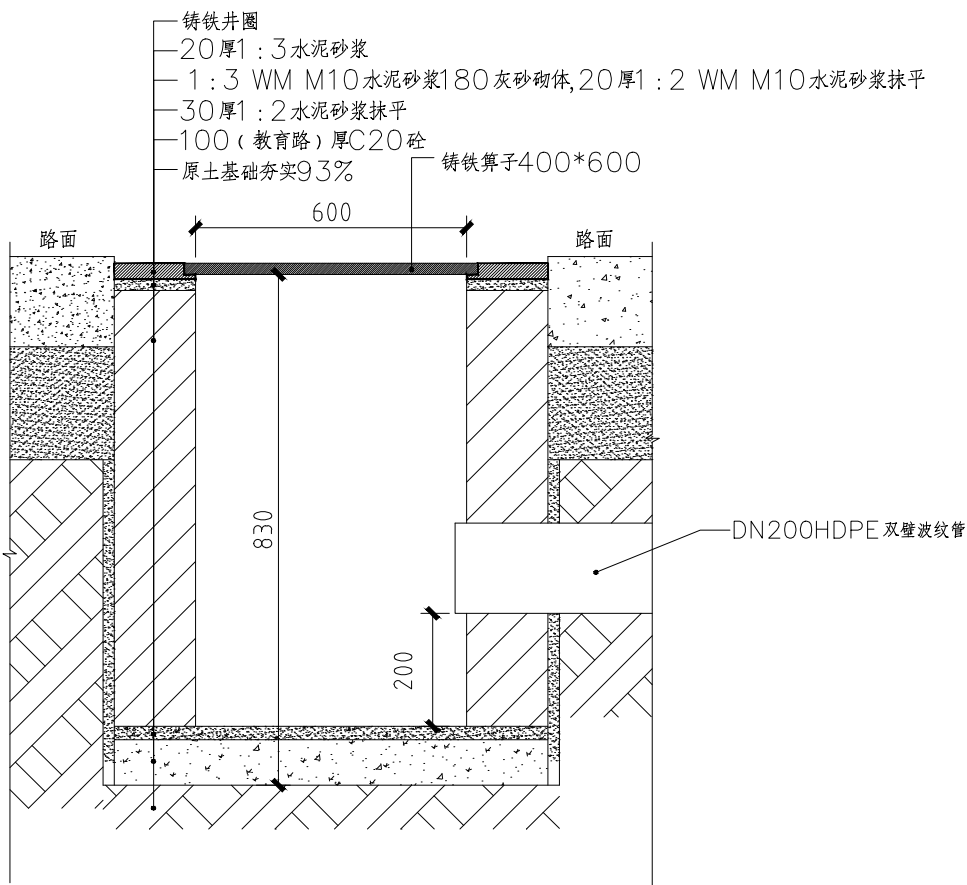 铸铁井圈
20厚1:3水泥砂浆
1:3 WM M10水泥砂浆180灰砂砌体,20厚1:2 WM M10水泥砂浆抹平
30厚1:2水泥砂浆抹平
100(教育路)厚C20砼
铸铁箅子400*600
原土基础夯实93%
600
路面
路面
830
DN200HDPE双壁波纹管
200